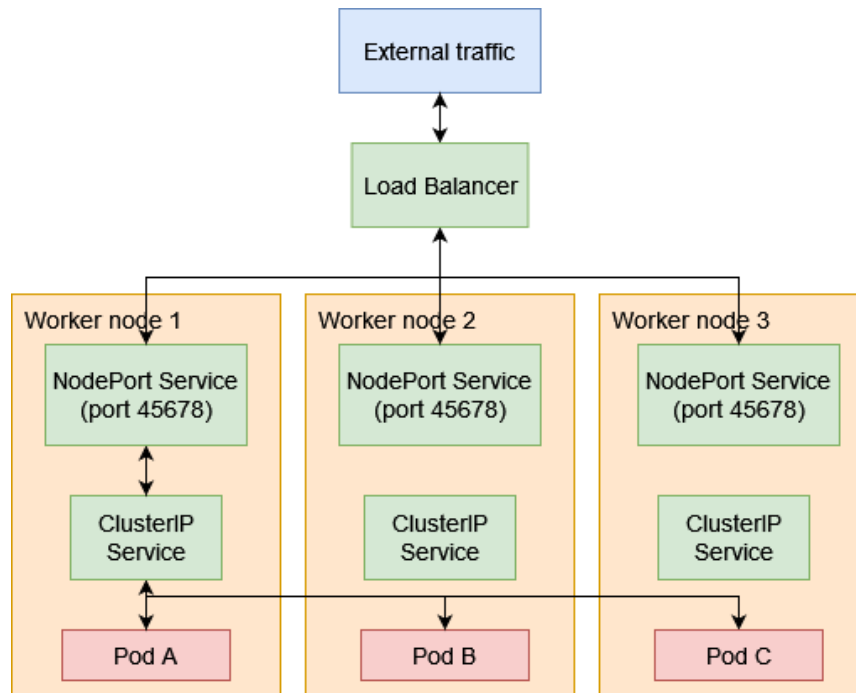 External traffic
Load Balancer
Worker node 1
Worker node 2
Worker node 3
NodePort Service
(port 45678)
NodePort Service
(port 45678)
NodePort Service
(port 45678)
ClusterIP
Service
ClusterIP
Service
ClusterIP
Service
Pod A
Pod B
Pod C